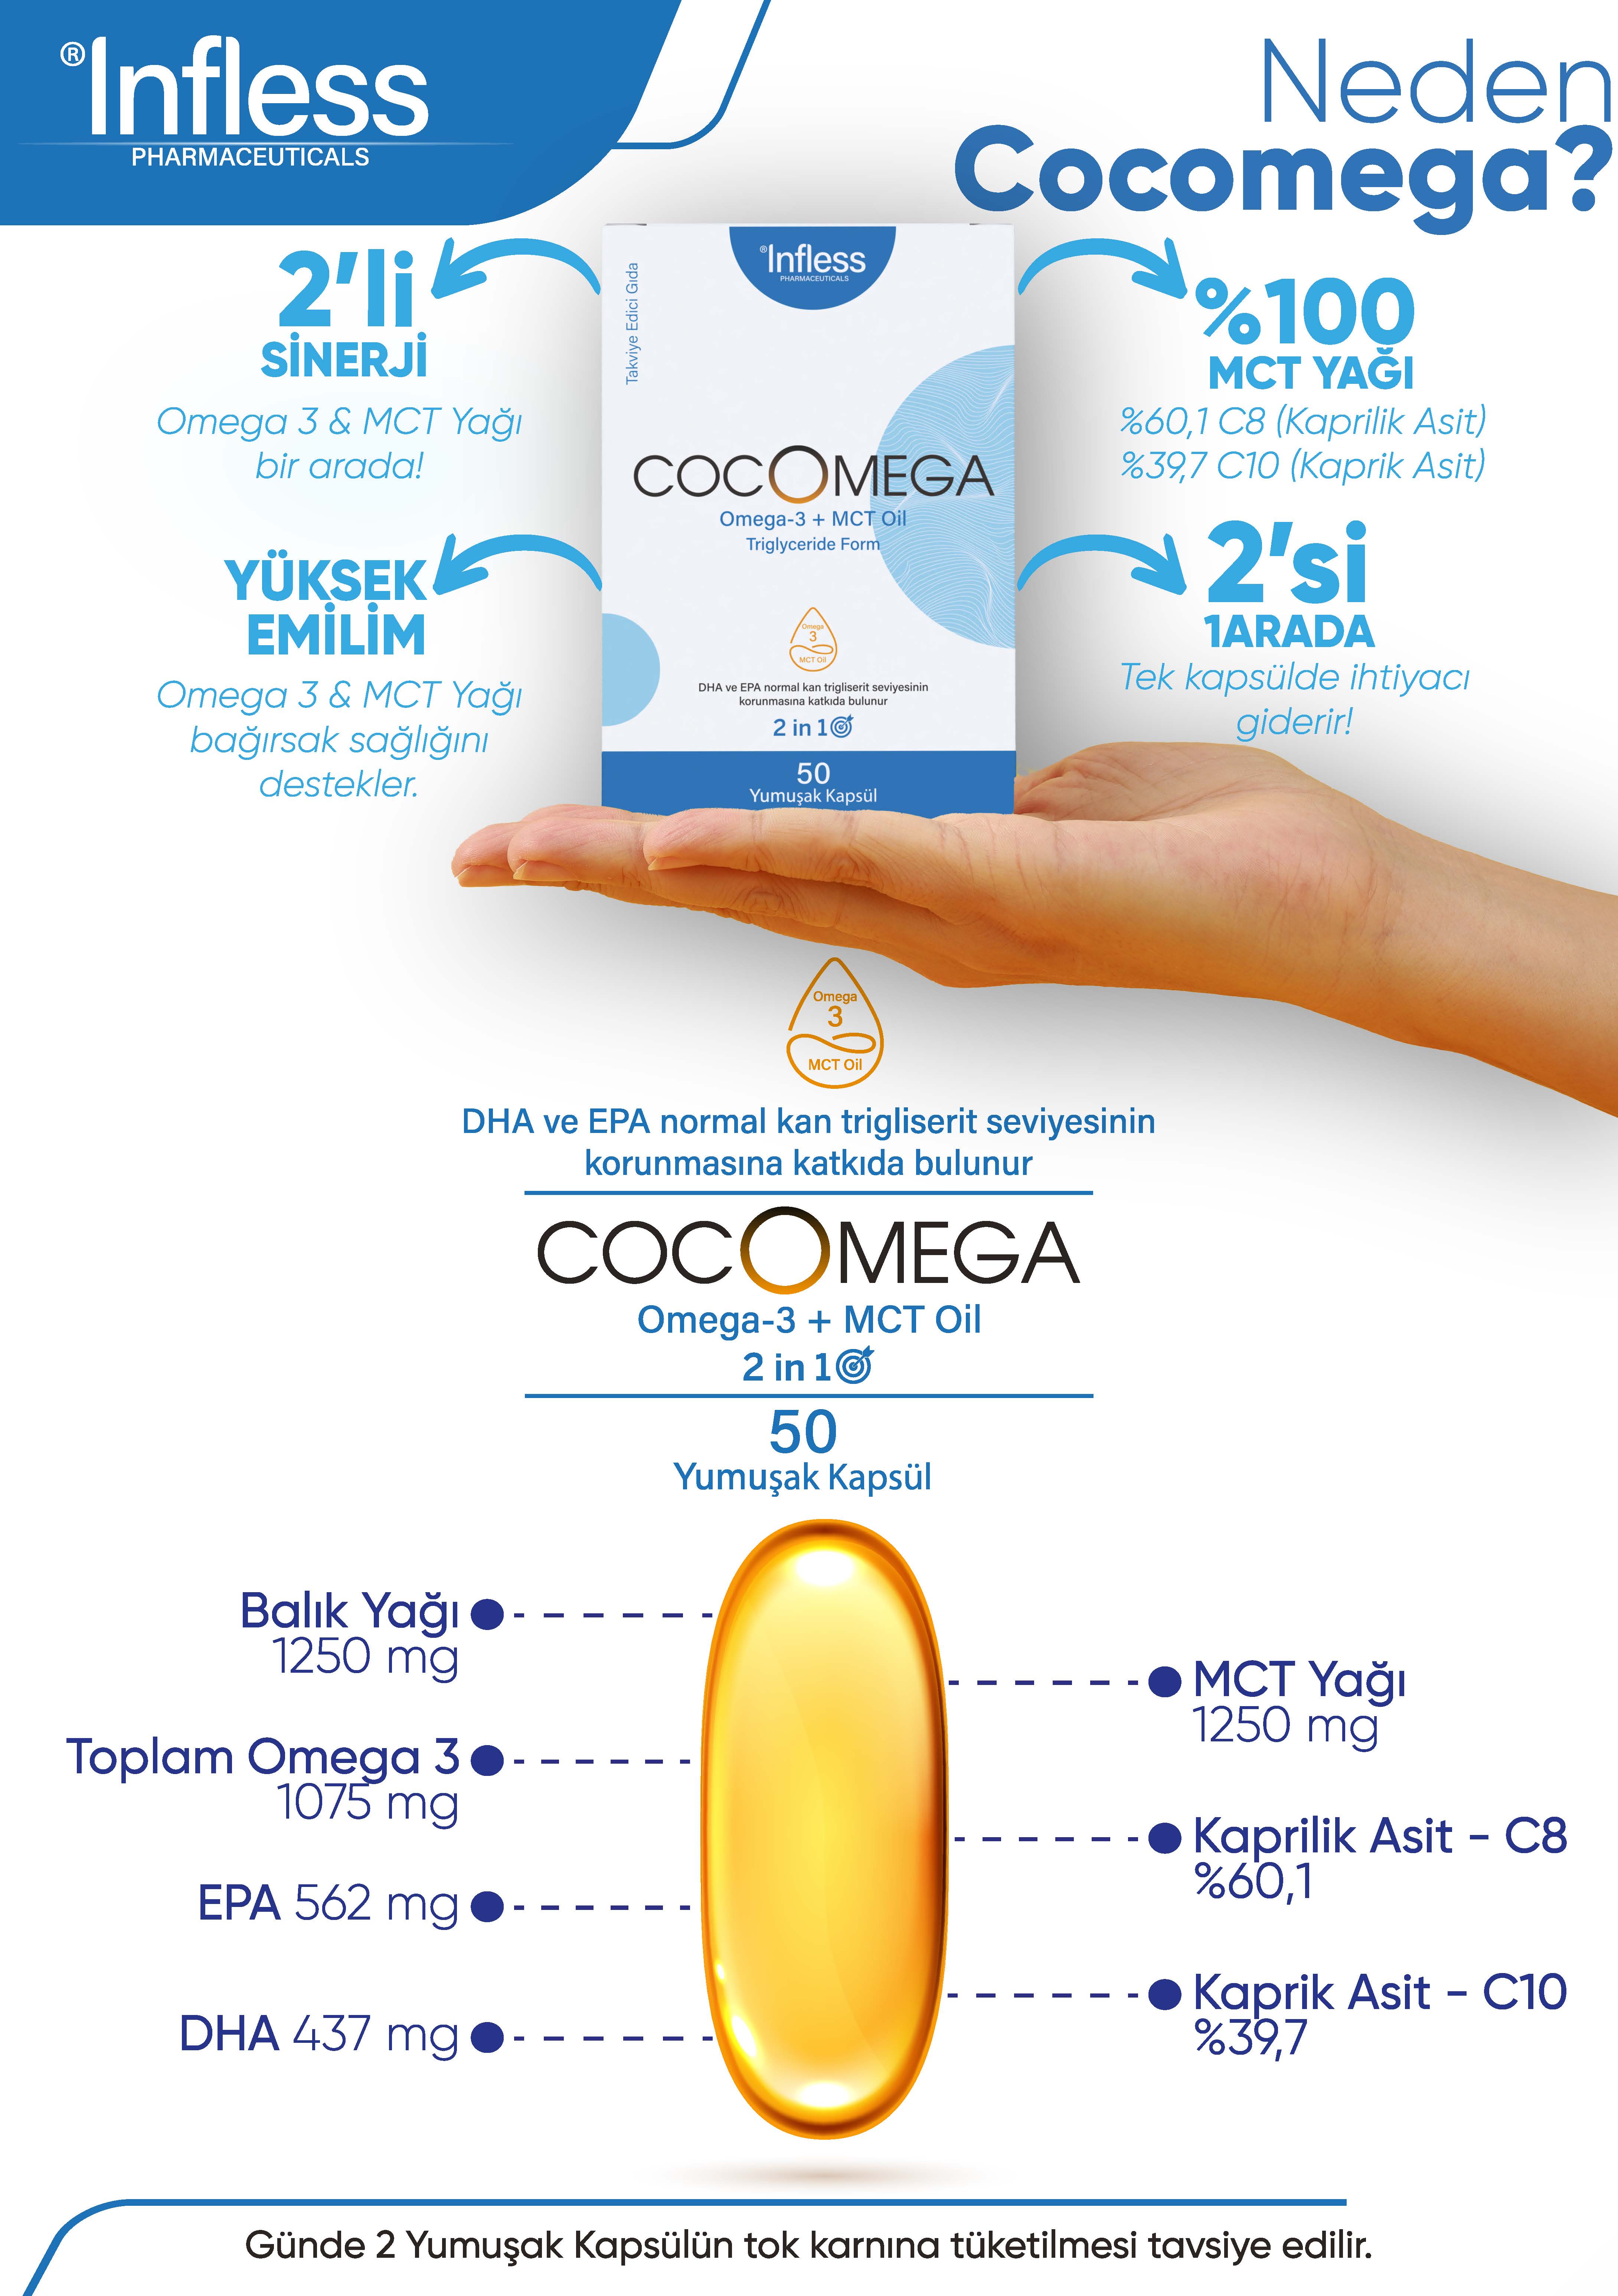 ®Infless
PHARMACEUTICALS
Neden
Cocomega?
2'li
SİNERJİ
Omega 3 & MCT Yağı
bir arada!
YÜKSEK
EMİLİM
Omega 3 & MCT Yağı
bağırsak sağlığını
destekler.
®Infless
PHARMACEUTICALS
Takviye Edici Gıda
COCOMEGA
Omega-3 + MCT Oil
Triglyceride Form
Omega
3
MCT Oil
DHA ve EPA normal kan trigliserit seviyesinin
korunmasına katkıda bulunur
2 in 1
50
Yumuşak Kapsül
%100
MCT YAĞI
%60,1 C8 (Kaprilik Asit)
%39,7 C10 (Kaprik Asit)
2'si
1ARADA
Tek kapsülde ihtiyacı
giderir!
Omega
3
MCT Oil
DHA ve EPA normal kan trigliserit seviyesinin
korunmasına katkıda bulunur
COCOMEGA
Omega-3 + MCT Oil
2 in 1
50
Yumuşak Kapsül
Balık Yağı
1250 mg
Toplam Omega 3
1075 mg
EPA 562 mg
DHA 437 mg
MCT Yağı
1250 mg
Kaprilik Asit - C8
%60,1
Kaprik Asit - C10
%39,7
Günde 2 Yumuşak Kapsülün tok karnına tüketilmesi tavsiye edilir.